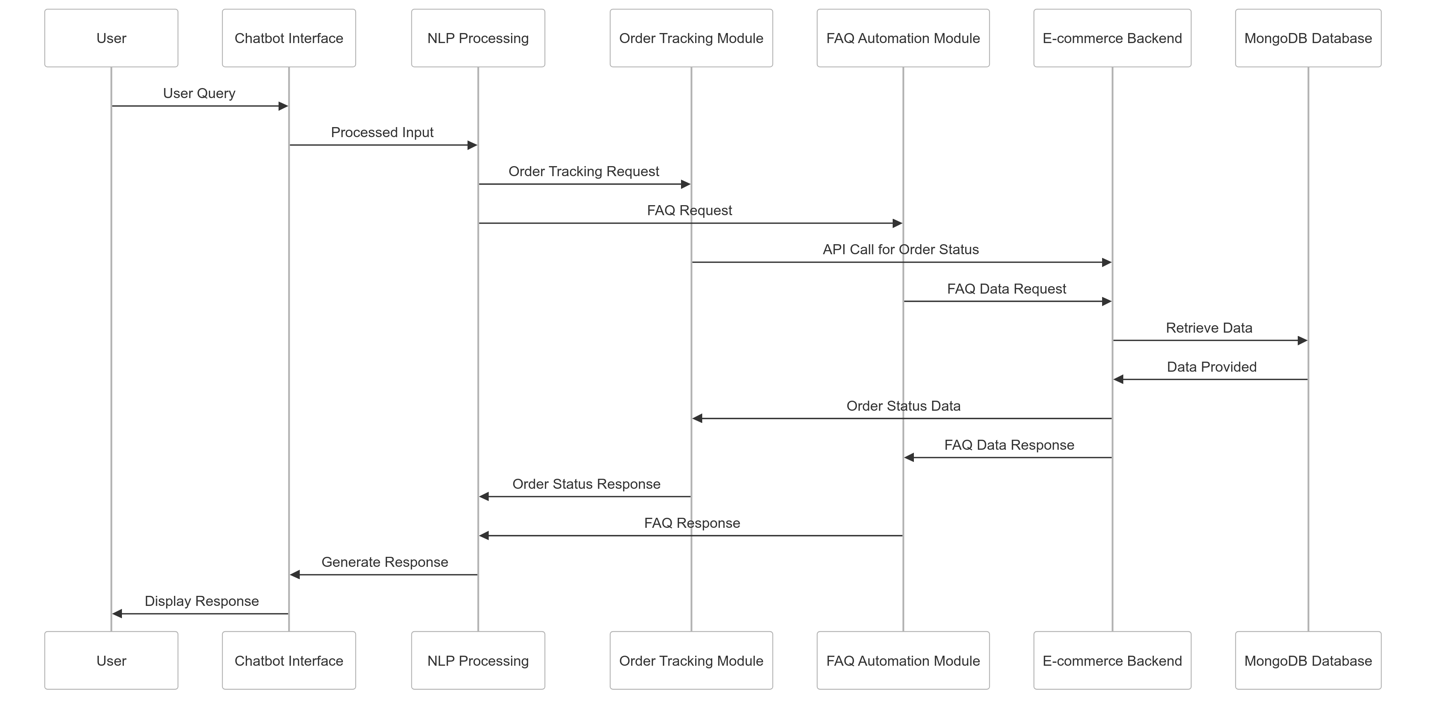 User
Chatbot Interface
NLP Processing
Order Tracking Module
FAQ Automation Module
E-commerce Backend
MongoDB Database
User Query
Processed Input
Order Tracking Request
FAQ Request
API Call for Order Status
FAQ Data Request
Retrieve Data
Data Provided
Order Status Data
FAQ Data Response
Order Status Response
FAQ Response
Generate Response
Display Response
User
Chatbot Interface
NLP Processing
Order Tracking Module
FAQ Automation Module
E-commerce Backend
MongoDB Database